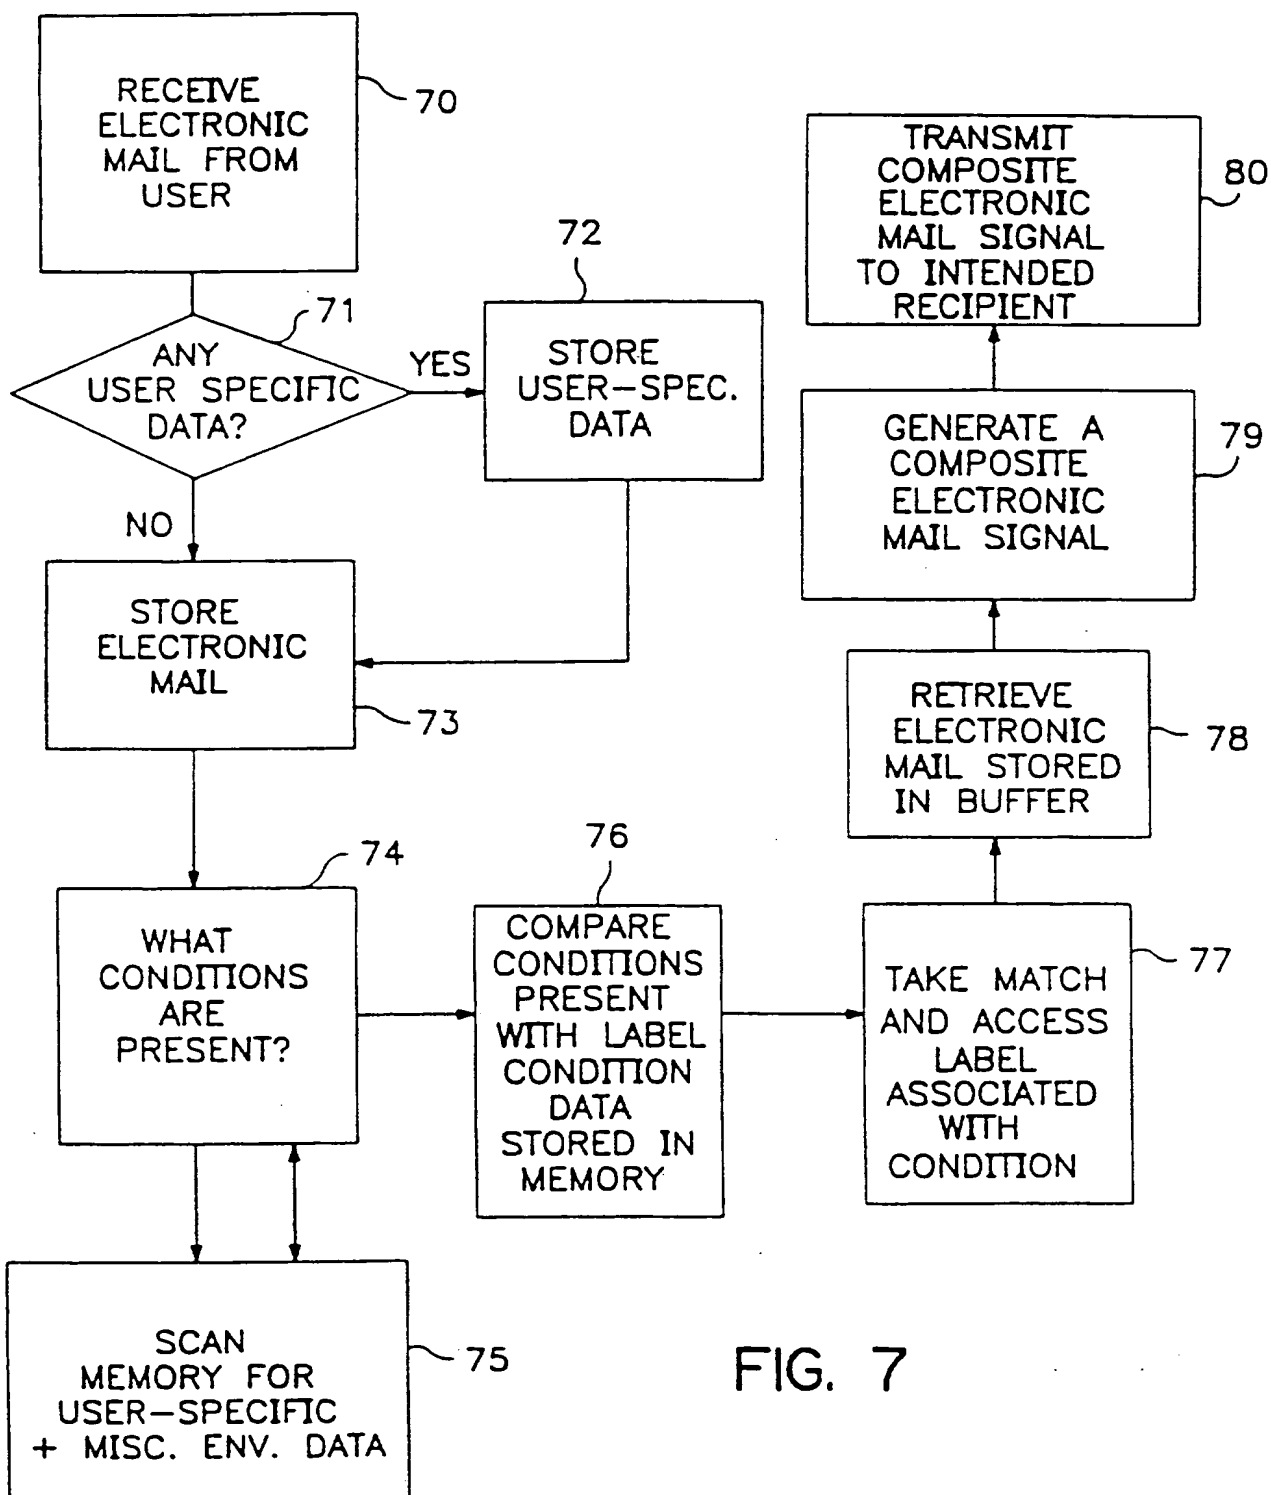 RECEIVE
ELECTRONIC
MAIL FROM
USER
70
ANY
USER SPECIFIC
DATA?
71
YES
NO
STORE
USER-SPEC.
DATA
72
STORE
ELECTRONIC
MAIL
73
WHAT
CONDITIONS
ARE
PRESENT?
74
SCAN
MEMORY FOR
USER-SPECIFIC
+ MISC. ENV. DATA
75
COMPARE
CONDITIONS
PRESENT
WITH LABEL
CONDITION
DATA
STORED IN
MEMORY
76
TAKE MATCH
AND ACCESS
LABEL
ASSOCIATED
WITH
CONDITION
77
RETRIEVE
ELECTRONIC
MAIL STORED
IN BUFFER
78
GENERATE A
COMPOSITE
ELECTRONIC
MAIL SIGNAL
79
TRANSMIT
COMPOSITE
ELECTRONIC
MAIL SIGNAL
TO INTENDED
RECIPIENT
80
FIG. 7